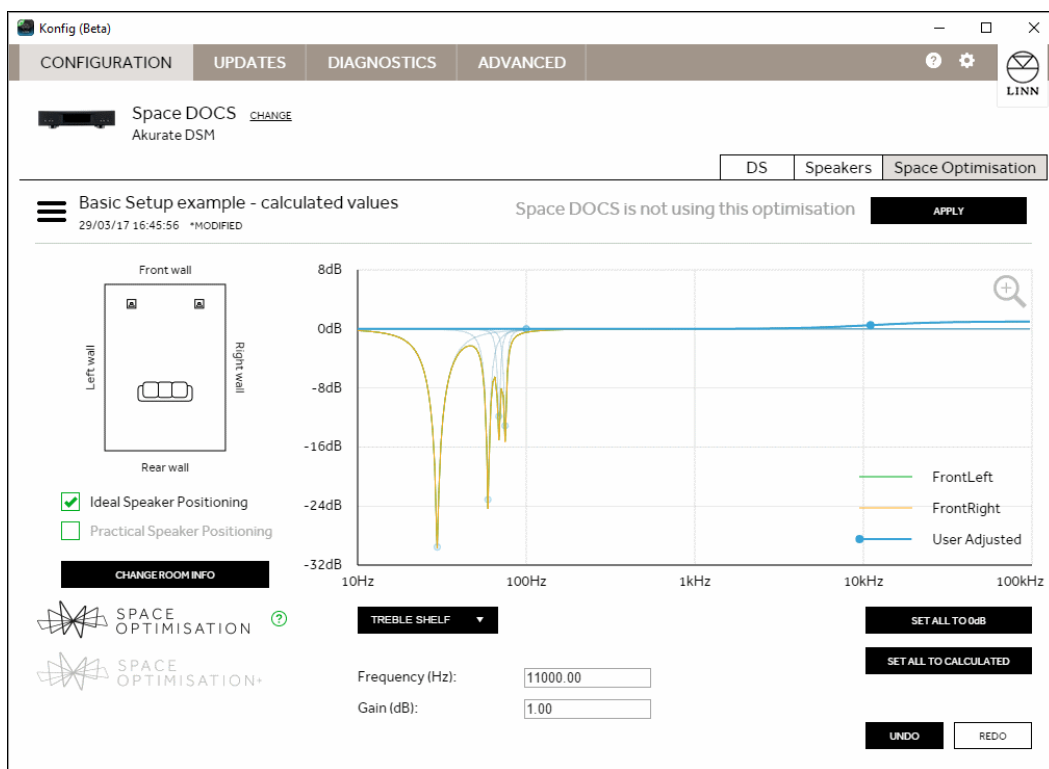 Konfig (Beta)
CONFIGURATION UPDATES DIAGNOSTICS ADVANCED
LINN
Space DOCS CHANGE
Akurate DSM
DS Speakers Space Optimisation
Basic Setup example - calculated values
29/03/17 16:45:56 *MODIFIED
Space DOCS is not using this optimisation
APPLY
Front wall
Left wall
Right wall
Rear wall
Ideal Speaker Positioning
Practical Speaker Positioning
CHANGE ROOM INFO
SPACE
OPTIMISATION
?
SPACE
OPTIMISATION+
8dB
0dB
-8dB
-16dB
-24dB
-32dB
10Hz 100Hz 1kHz 10kHz 100kHz
FrontLeft
FrontRight
User Adjusted
TREBLE SHELF
Frequency (Hz): 11000.00
Gain (dB): 1.00
SET ALL TO 0dB
SET ALL TO CALCULATED
UNDO REDO